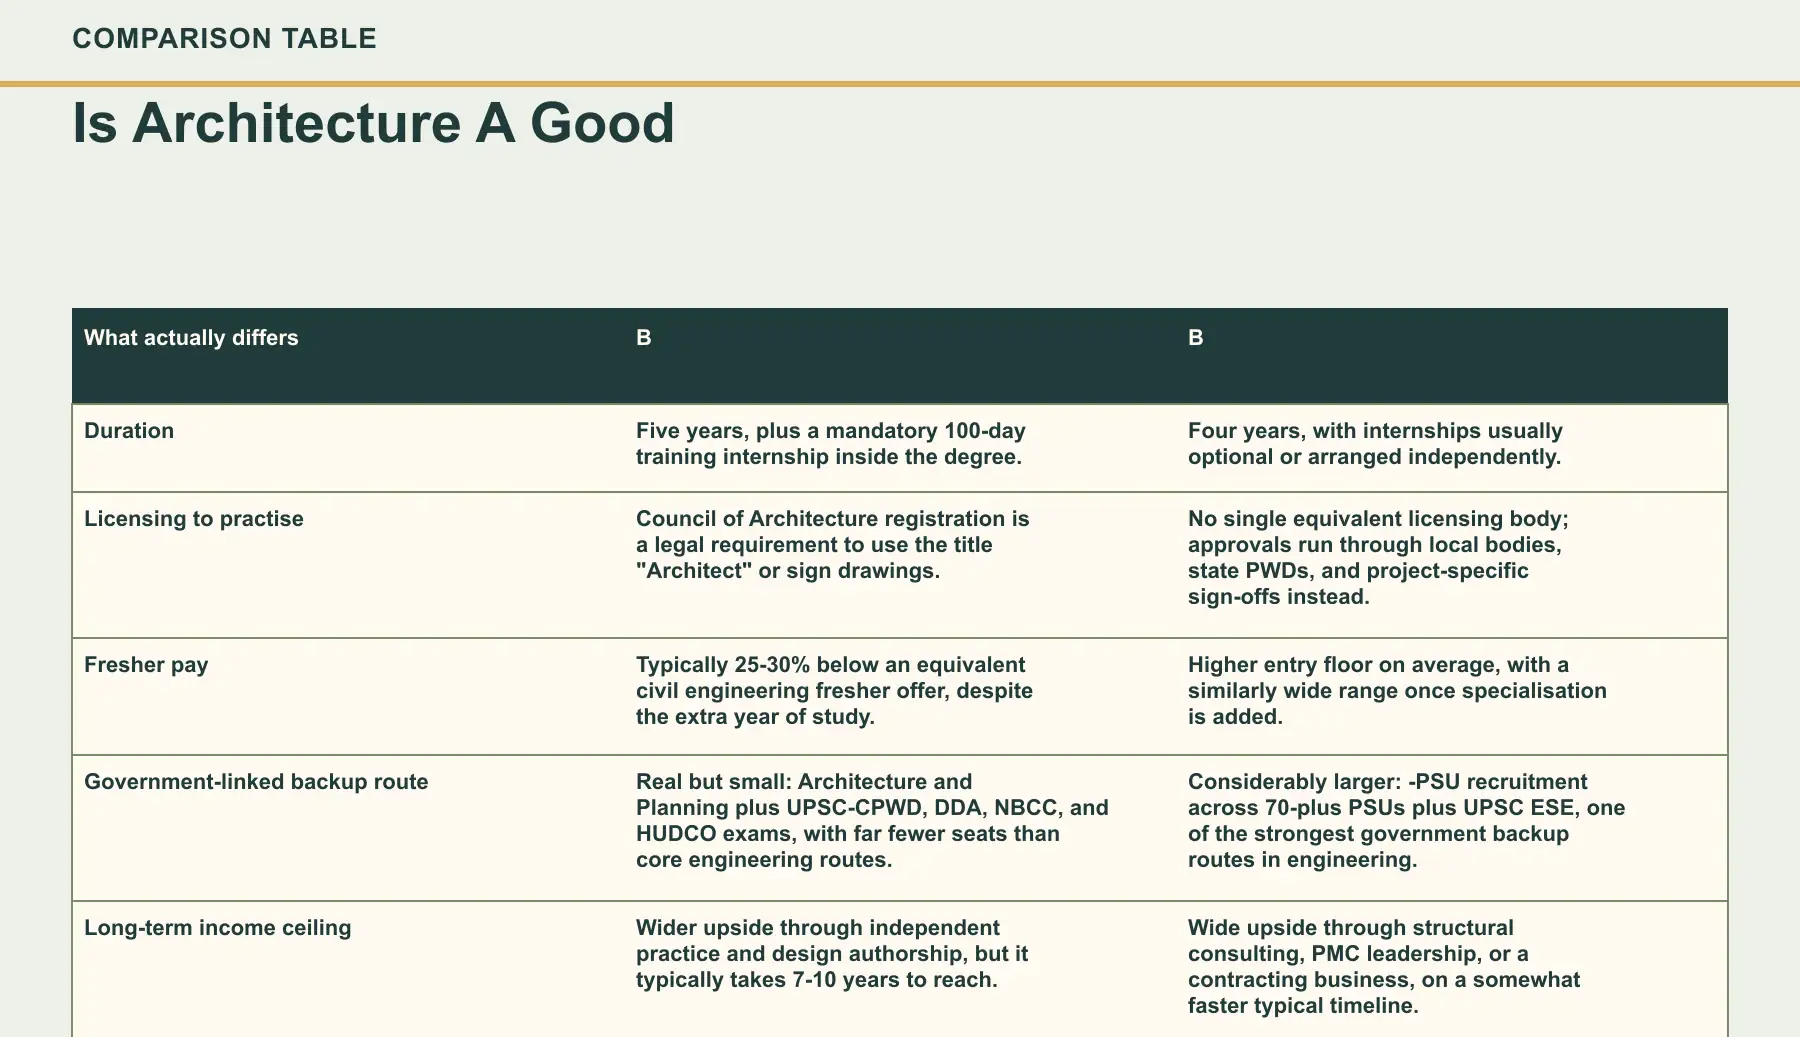 COMPARISON TABLE
Is Architecture A Good
What actually differs
B
B
Duration
Five years, plus a mandatory 100-day
training internship inside the degree.
Four years, with internships usually
optional or arranged independently.
Licensing to practise
Council of Architecture registration is
a legal requirement to use the title
"Architect" or sign drawings.
No single equivalent licensing body;
approvals run through local bodies,
state PWDs, and project-specific
sign-offs instead.
Fresher pay
Typically 25-30% below an equivalent
civil engineering fresher offer, despite
the extra year of study.
Higher entry floor on average, with a
similarly wide range once specialisation
is added.
Government-linked backup route
Real but small: Architecture and
Planning plus UPSC-CPWD, DDA, NBCC, and
HUDCO exams, with far fewer seats than
core engineering routes.
Considerably larger: -PSU recruitment
across 70-plus PSUs plus UPSC ESE, one
of the strongest government backup
routes in engineering.
Long-term income ceiling
Wider upside through independent
practice and design authorship, but it
typically takes 7-10 years to reach.
Wide upside through structural
consulting, PMC leadership, or a
contracting business, on a somewhat
faster typical timeline.